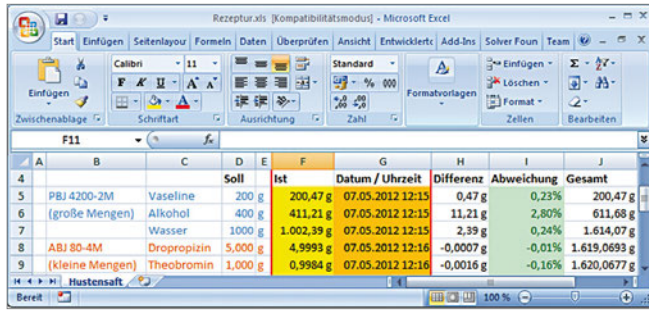 Rezeptur.xls [Kompatibilitätsmodus] - Microsoft Excel
Start Einfügen Seitenlayou Formeln Daten Überprüfen Ansicht Entwicklertc Add-Ins Solver Foun Team
Calibri 11 Standard Einfügen
Einfügen F K U A A % 000 Formatvorlagen Löschen
A Format
Zwischenablage Schriftart Ausrichtung Zahl Zellen Bearbeiten
F11 fx
A B C D E F G H I J
4 Soll Ist Datum / Uhrzeit Differenz Abweichung Gesamt
5 PBJ 4200-2M Vaseline 200 g 200,47 g 07.05.2012 12:15 0,47 g 0,23% 200,47 g
6 (große Mengen) Alkohol 400 g 411,21 g 07.05.2012 12:15 11,21 g 2,80% 611,68 g
7 Wasser 1000 g 1.002,39 g 07.05.2012 12:15 2,39 g 0,24% 1.614,07 g
8 ABJ 80-4M Dropropizin 5,000 g 4,9993 g 07.05.2012 12:16 -0,0007 g -0,01% 1.619,0693 g
9 (kleine Mengen) Theobromin 1,000 g 0,9984 g 07.05.2012 12:16 -0,0016 g -0,16% 1.620,0677 g
Hustensaft
Bereit 100 %